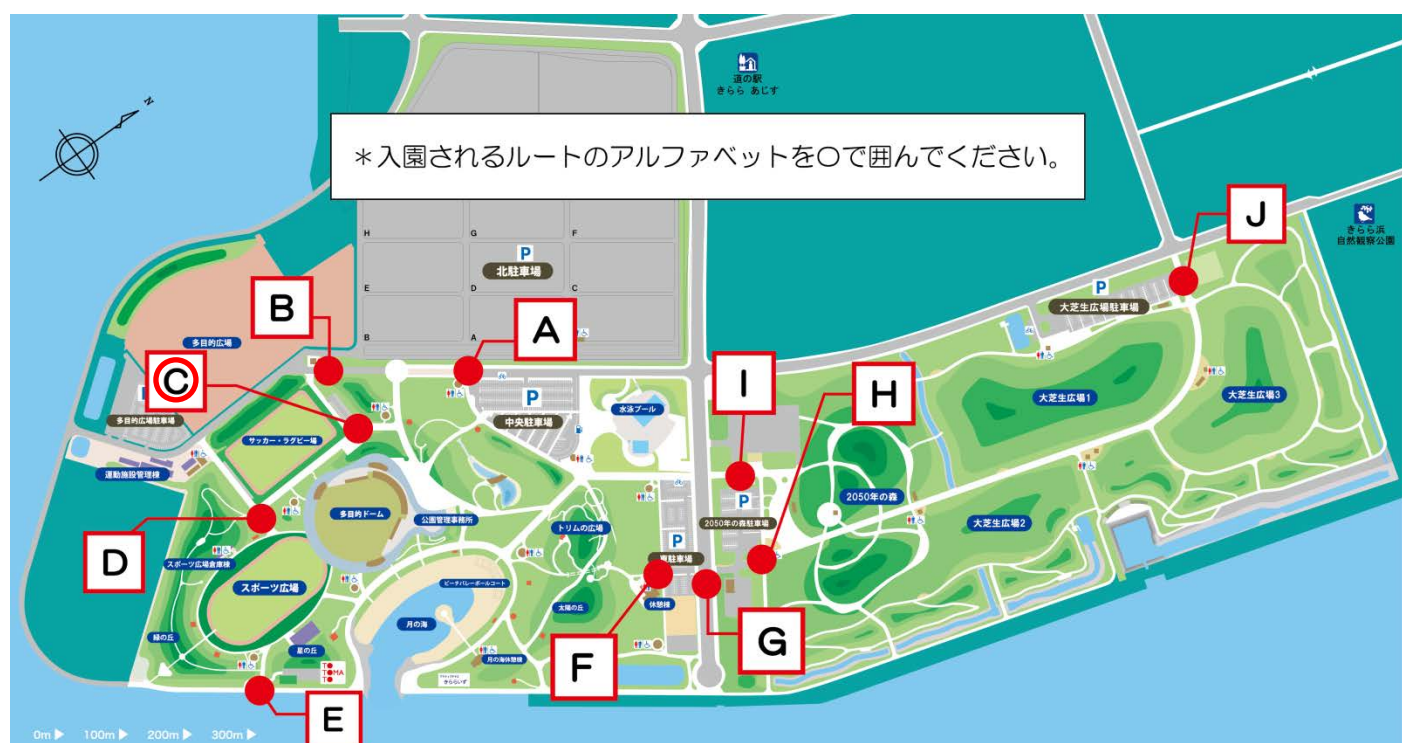 N
道の駅
きらら あじす
＊入園されるルートのアルファベットを〇で囲んでください。
きらら浜
自然観察公園
J
H
G
F
P
北駐車場
E
D
C
B
A
B
A
P
大芝生広場駐車場
多目的広場
C
P
多目的広場駐車場
サッカー・ラグビー場
P
中央駐車場
水泳プール
I
H
大芝生広場1
大芝生広場3
運動施設管理棟
多目的ドーム
公園管理事務所
P
2050年の森駐車場
2050年の森
大芝生広場2
トリムの広場
D
スポーツ広場倉庫棟
スポーツ広場
ビーチバレーボールコート
P
東駐車場
太陽の丘
休憩棟
緑の丘
月の海
星の丘
月の海休憩棟
F
G
TO
TOMA
TO
きららいず
E
0m
100m
200m
300m